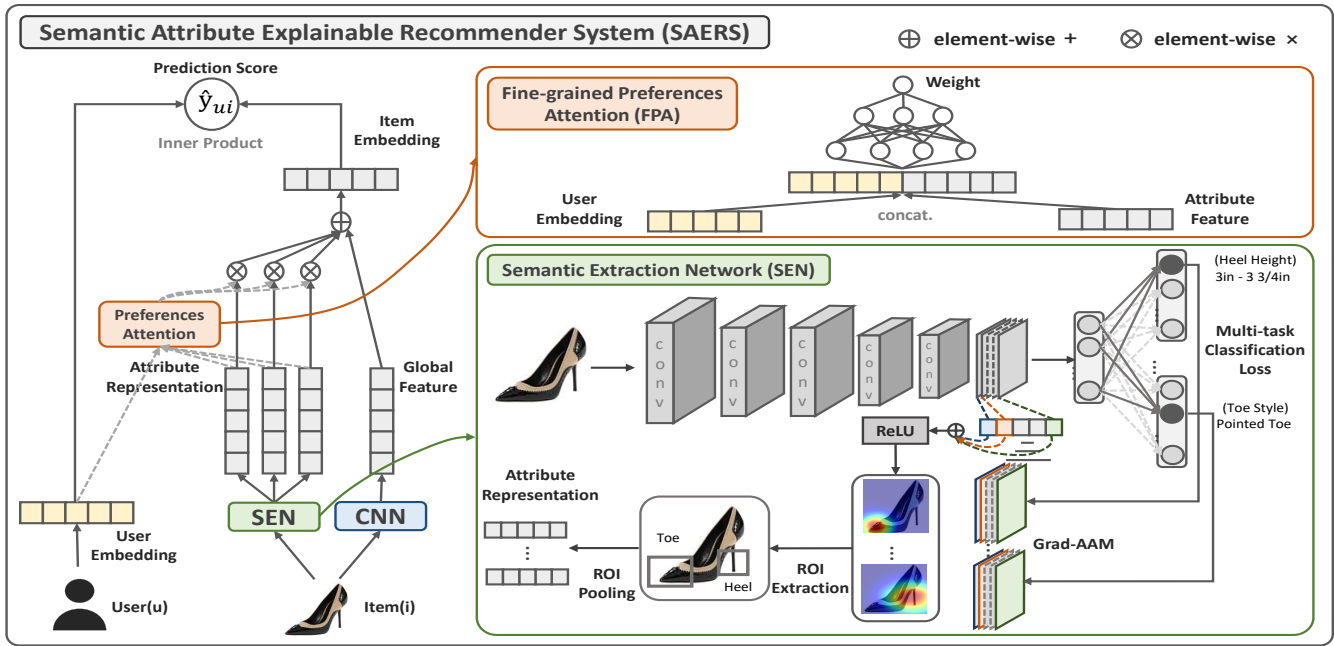 Semantic Attribute Explainable Recommender System (SAERS)
⊕ element-wise +
⊗ element-wise ×
Prediction Score
ŷui
Inner Product
Item
Embedding
Preferences
Attention
Attribute
Representation
Global
Feature
SEN
CNN
User
Embedding
User(u)
Item(i)
Fine-grained Preferences
Attention (FPA)
Weight
User
Embedding
concat.
Attribute
Feature
Semantic Extraction Network (SEN)
conv
conv
conv
conv
conv
(Heel Height)
3in - 3 3/4in
Multi-task
Classification
Loss
(Toe Style)
Pointed Toe
ReLU
Grad-AAM
ROI
Extraction
Toe
Heel
ROI
Pooling
Attribute
Representation